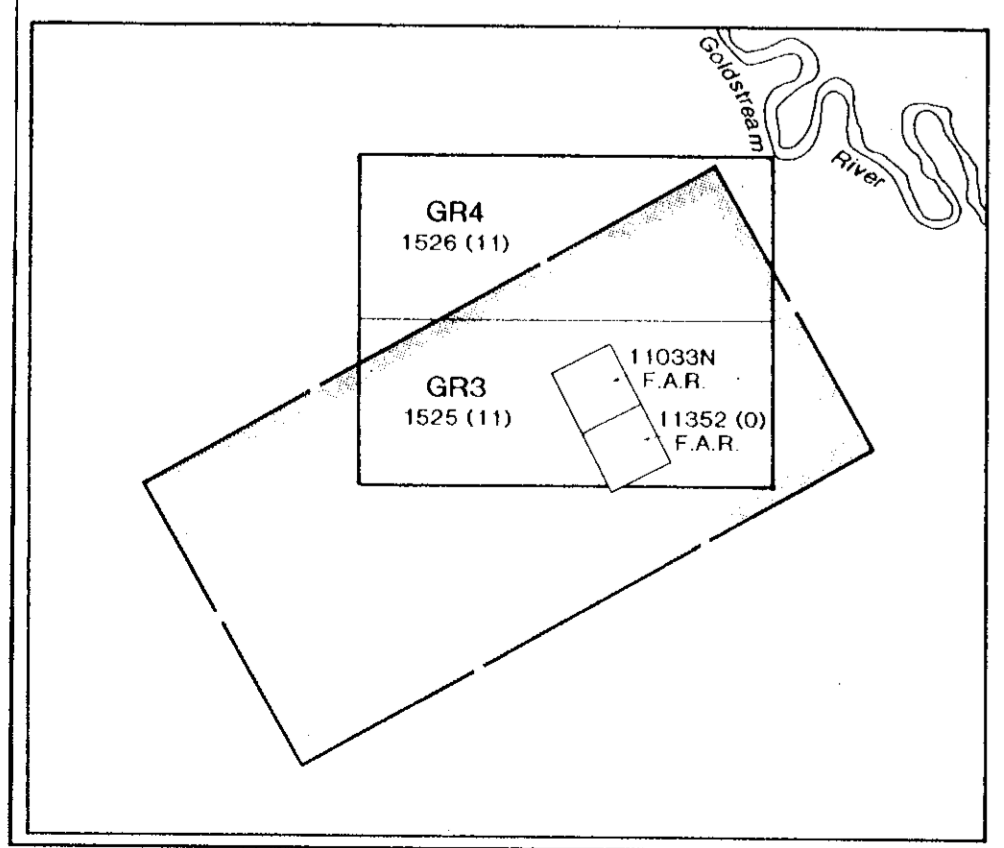 Goldstream
River
GR4
1526 (11)
11033N
F.A.R.
GR3
1525 (11)
11352 (0)
F.A.R.